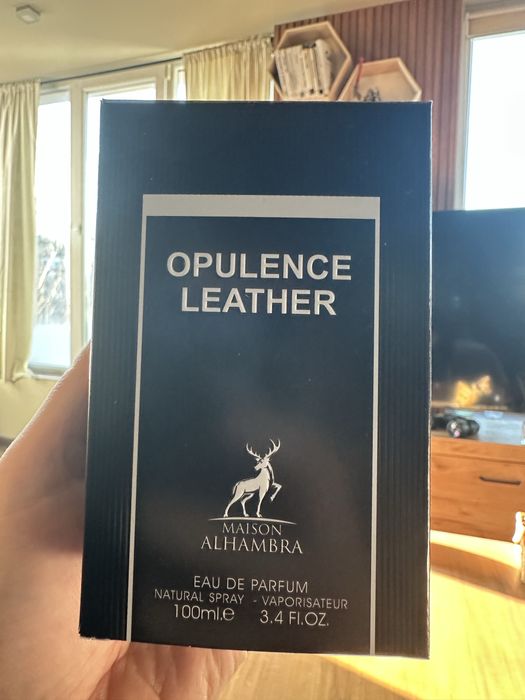 OPULENCE
LEATHER
MAISON
ALHAMBRA
EAU DE PARFUM
NATURAL SPRAY - VAPORISATEUR
100ml.e 3.4 Fl.OZ.